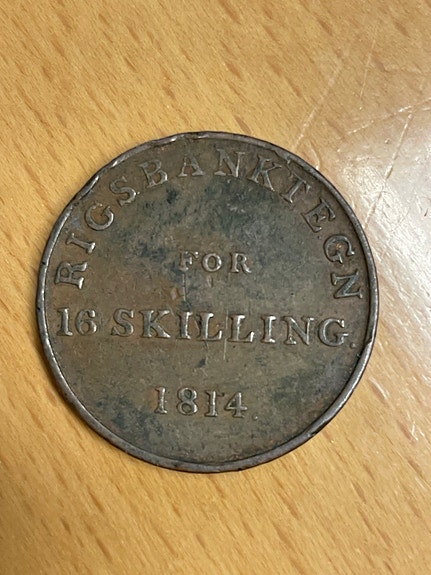 RIGSBANKTEGN
FOR
16 SKILLING.
1814.